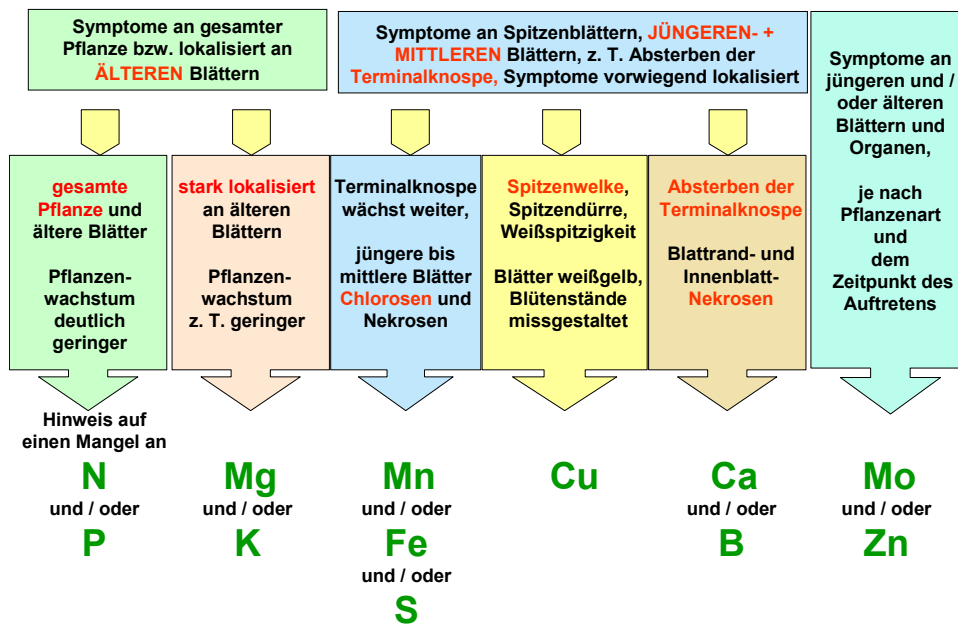 Symptome an gesamter
Pflanze bzw. lokalisiert an
ÄLTEREN Blättern
Symptome an Spitzenblättern, JÜNGEREN- +
MITTLEREN Blättern, z. T. Absterben der
Terminalknospe, Symptome vorwiegend lokalisiert
Symptome an
jüngeren und /
oder älteren
Blättern und
Organen,
je nach
Pflanzenart
und
dem
Zeitpunkt des
Auftretens
gesamte
Pflanze und
ältere Blätter
Pflanzen-
wachstum
deutlich
geringer
stark lokalisiert
an älteren
Blättern
Pflanzen-
wachstum
z. T. geringer
Terminalknospe
wächst weiter,
jüngere bis
mittlere Blätter
Chlorosen und
Nekrosen
Spitzenwelke,
Spitzendürre,
Weißspitzigkeit
Blätter weißgelb,
Blütenstände
missgestaltet
Absterben der
Terminalknospe
Blattrand- und
Innenblatt-
Nekrosen
Hinweis auf
einen Mangel an
N
und / oder
P
Mg
und / oder
K
Mn
und / oder
Fe
und / oder
S
Cu
Ca
und / oder
B
Mo
und / oder
Zn